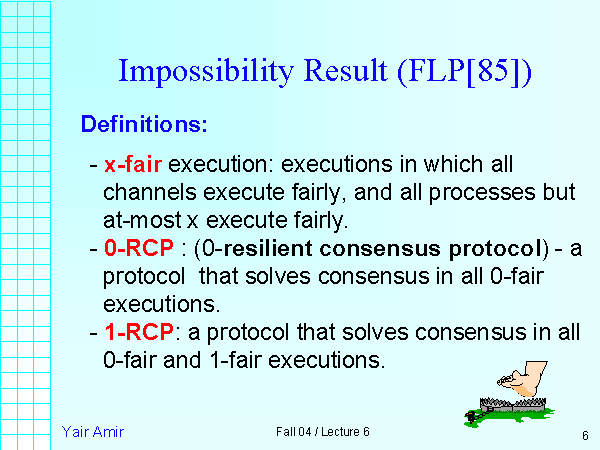 Impossibility Result (FLP[85])
Definitions:
- x-fair execution: executions in which all
channels execute fairly, and all processes but
at-most x execute fairly.
- 0-RCP : (0-resilient consensus protocol) - a
protocol that solves consensus in all 0-fair
executions.
- 1-RCP: a protocol that solves consensus in all
0-fair and 1-fair executions.
Yair Amir
Fall 04 / Lecture 6
6